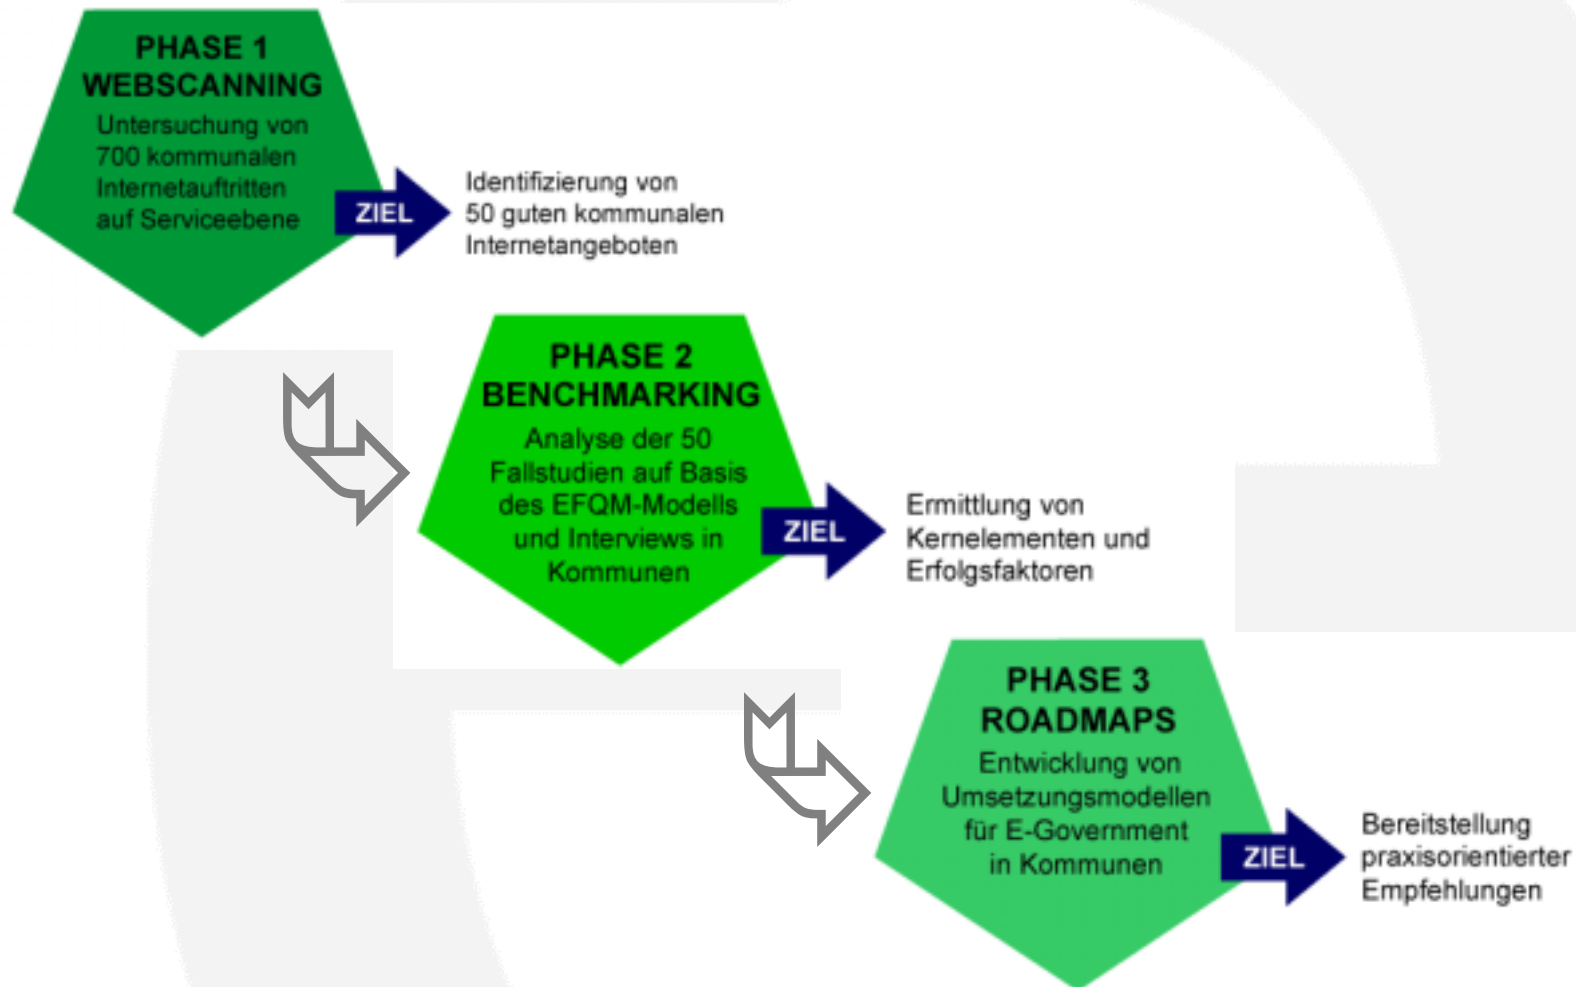 PHASE 1
WEBSCANNING
Untersuchung von
700 kommunalen
Internetauftritten
auf Serviceebene
ZIEL
Identifizierung von
50 guten kommunalen
Internetangeboten
PHASE 2
BENCHMARKING
Analyse der 50
Fallstudien auf Basis
des EFQM-Modells
und Interviews in
Kommunen
ZIEL
Ermittlung von
Kernelementen und
Erfolgsfaktoren
PHASE 3
ROADMAPS
Entwicklung von
Umsetzungsmodellen
für E-Government
in Kommunen
ZIEL
Bereitstellung
praxisorientierter
Empfehlungen